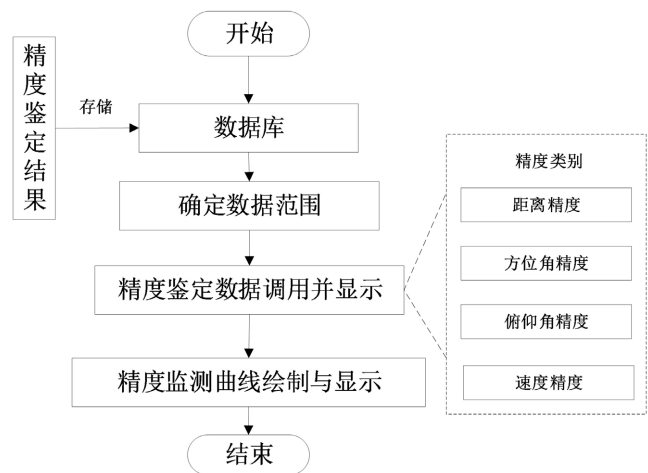 开始
精度鉴定结果
存储
数据库
确定数据范围
精度鉴定数据调用并显示
精度监测曲线绘制与显示
结束
精度类别
距离精度
方位角精度
俯仰角精度
速度精度